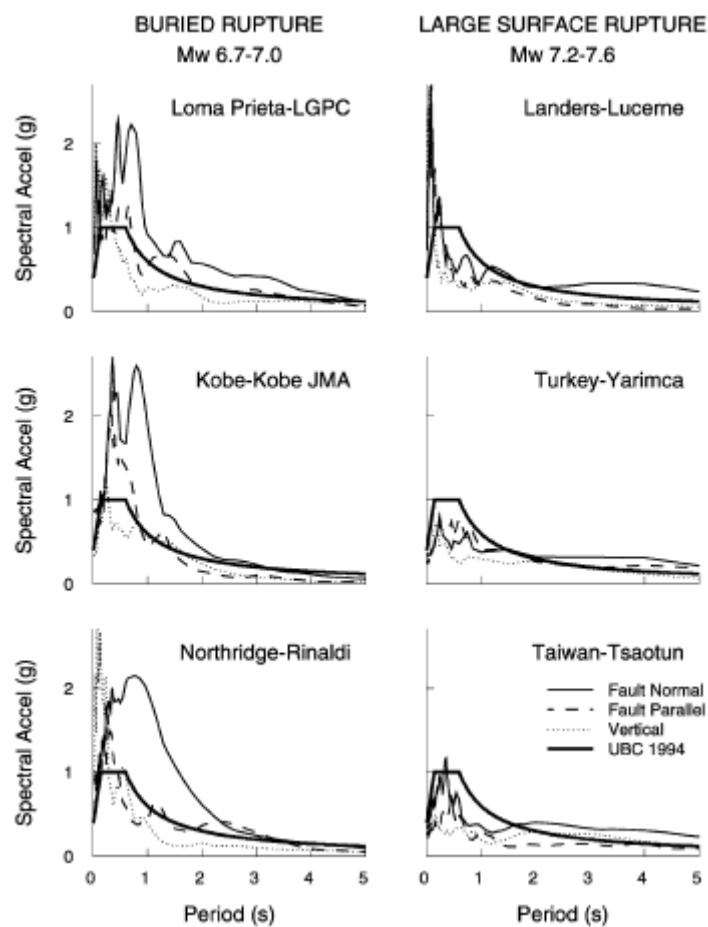 BURIED RUPTURE
Mw 6.7-7.0
LARGE SURFACE RUPTURE
Mw 7.2-7.6
Spectral Accel (g)
2
1
0
Loma Prieta-LGPC
Landers-Lucerne
Spectral Accel (g)
2
1
0
Kobe-Kobe JMA
Turkey-Yarimca
Spectral Accel (g)
2
1
0
Northridge-Rinaldi
0 1 2 3 4 5
Period (s)
Taiwan-Tsaotun
Fault Normal
Fault Parallel
Vertical
UBC 1994
0 1 2 3 4 5
Period (s)